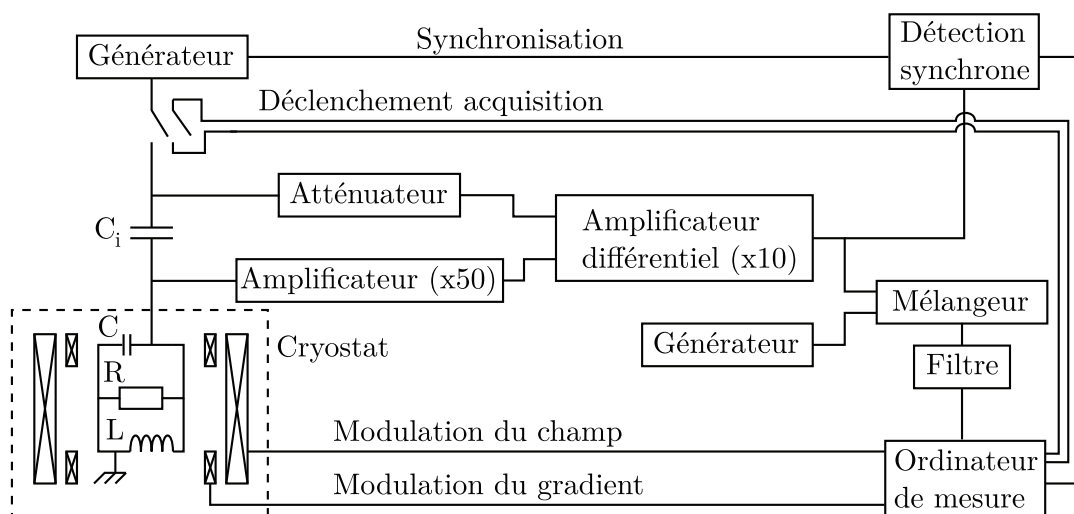 Synchronisation
Générateur
Détection
synchrone
Déclenchement acquisition
Atténuateur
Amplificateur
différentiel (x10)
Ci
Amplificateur (x50)
Mélangeur
C
Cryostat
Générateur
Filtre
R
L
Modulation du champ
Ordinateur
de mesure
Modulation du gradient